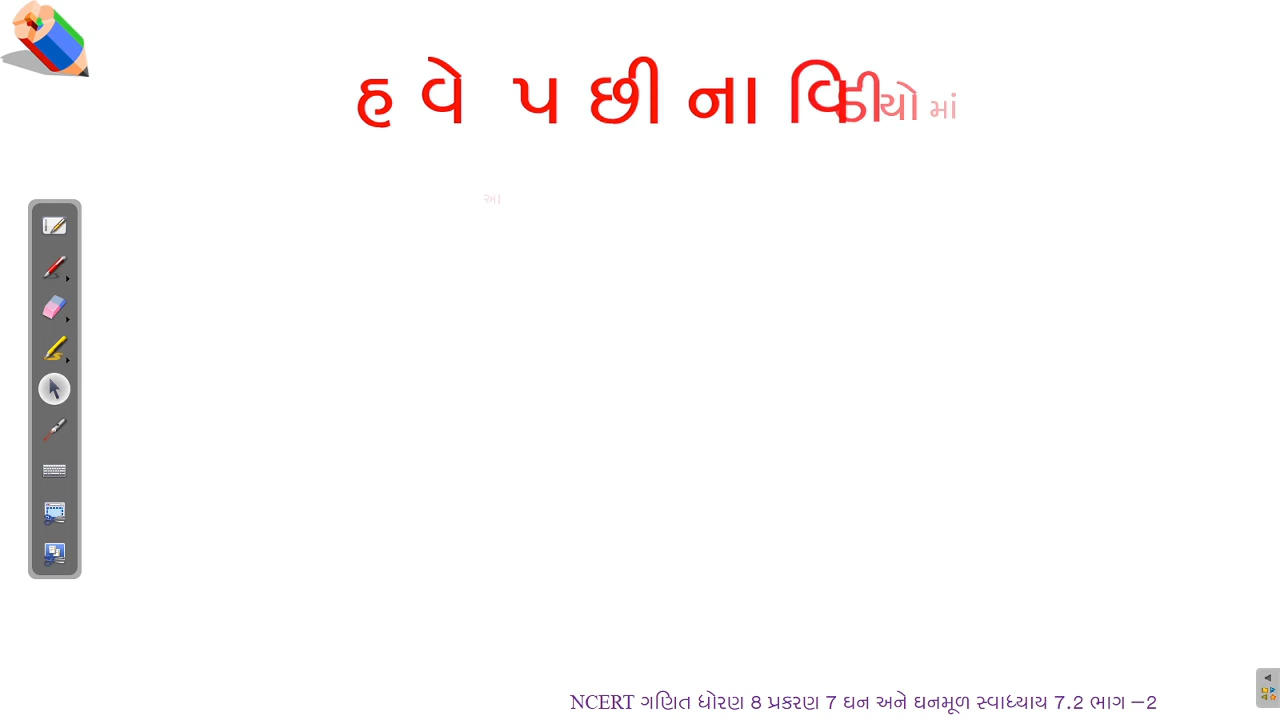 હવે પછીના વિડીયો માં
આ
NCERT ગણિત ધોરણ 8 પ્રકરણ 7 ઘન અને ઘનમૂળ સ્વાધ્યાય 7.2 ભાગ –2